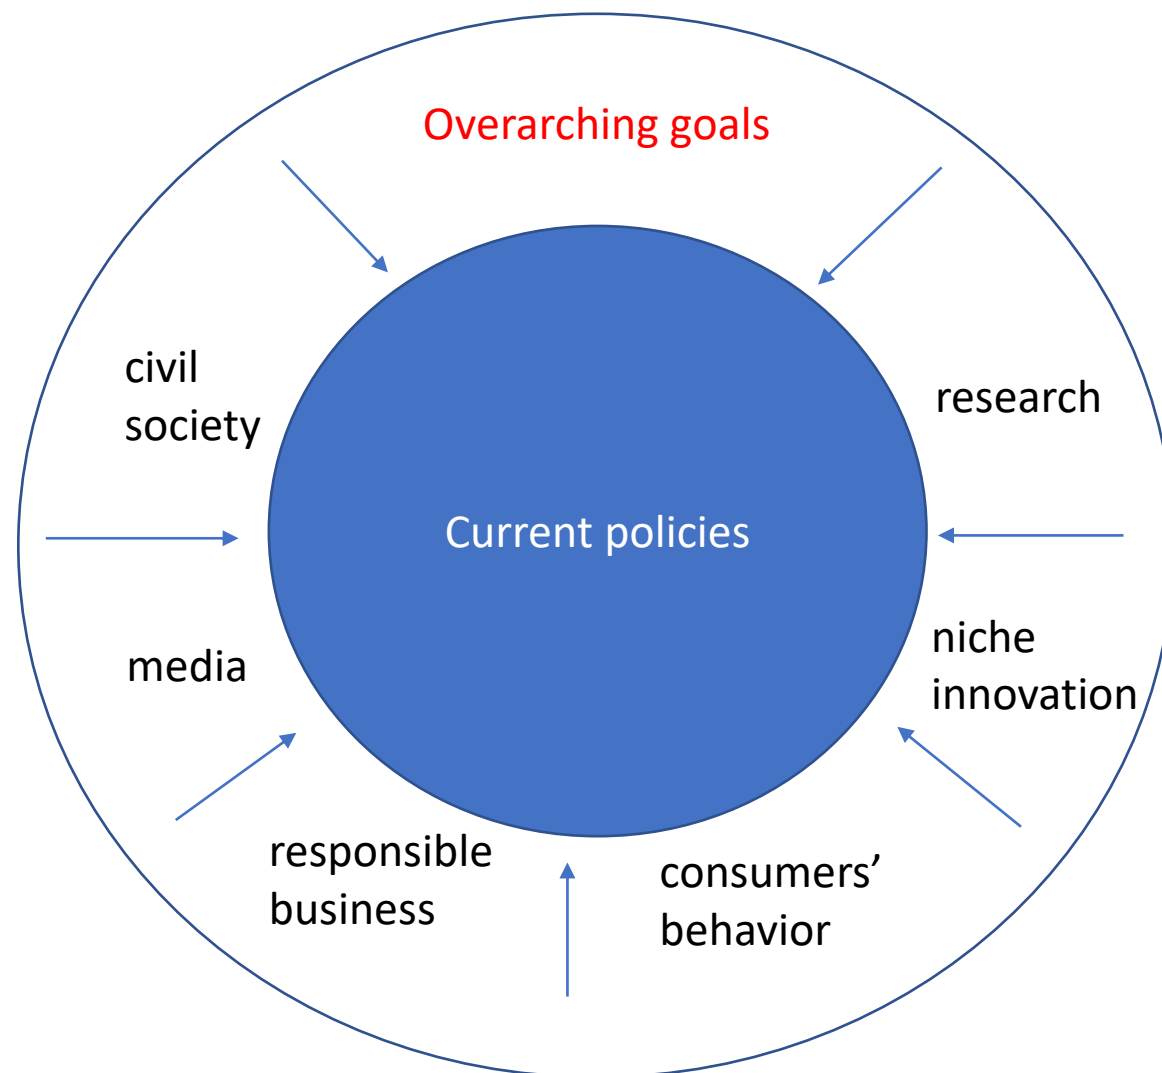 Overarching goals
civil
society
research
Current policies
media
niche
innovation
responsible
business
consumers’
behavior